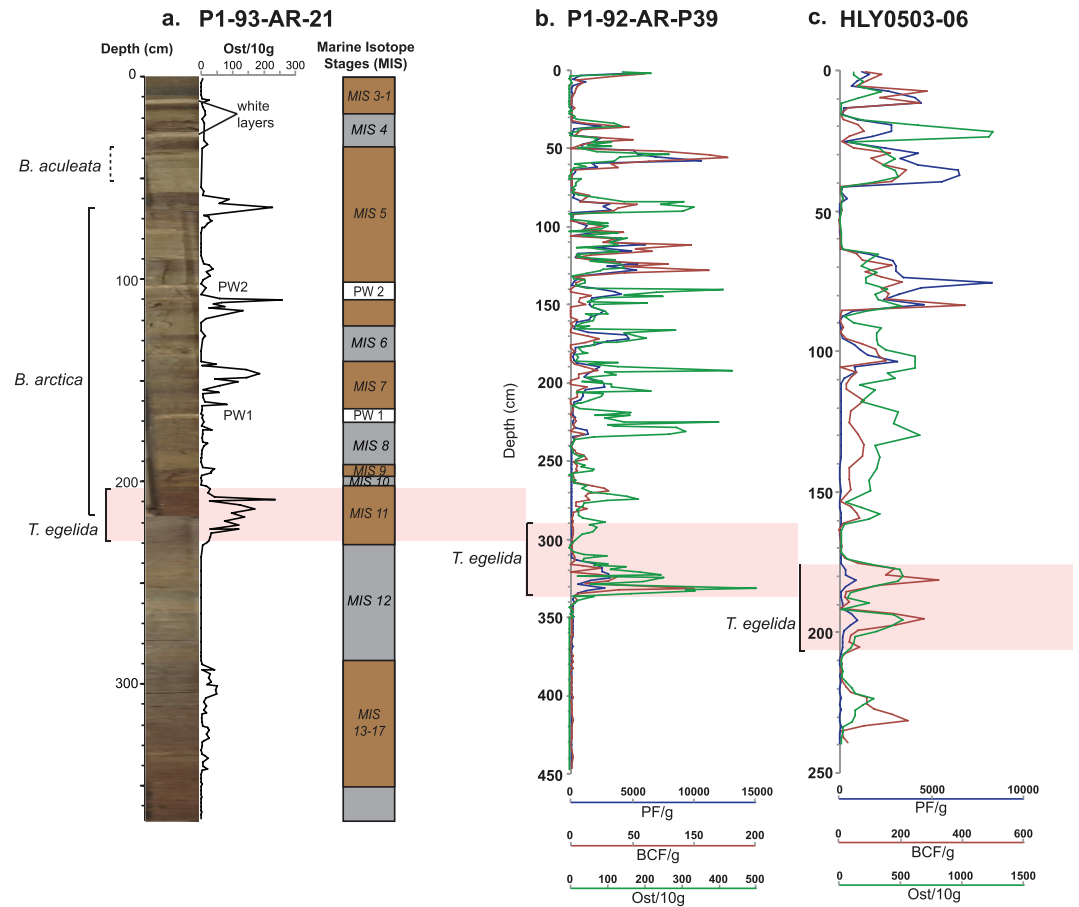 a. P1-93-AR-21
b. P1-92-AR-P39
c. HLY0503-06
Depth (cm)
Ost/10g
Marine Isotope
Stages (MIS)
0 100 200 300
0
100
200
300
white
layers
B. aculeata
B. arctica
T. egelida
PW2
PW1
MIS 3-1
MIS 4
MIS 5
PW 2
MIS 6
MIS 7
PW 1
MIS 8
MIS 9
MIS 10
MIS 11
MIS 12
MIS
13-17
Depth (cm)
0
50
100
150
200
250
300
350
400
450
T. egelida
0 5000 10000 15000
PF/g
0 50 150 200
BCF/g
0 100 200 300 400 500
Ost/10g
0
50
100
150
200
250
T. egelida
0 5000 10000
PF/g
0 200 400 600
BCF/g
0 500 1000 1500
Ost/10g